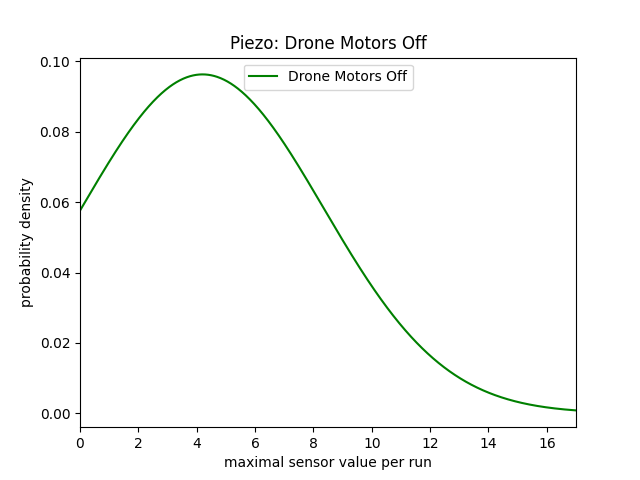 Piezo: Drone Motors Off
Drone Motors Off
probability density
0.10
0.08
0.06
0.04
0.02
0.00
0 2 4 6 8 10 12 14 16
maximal sensor value per run